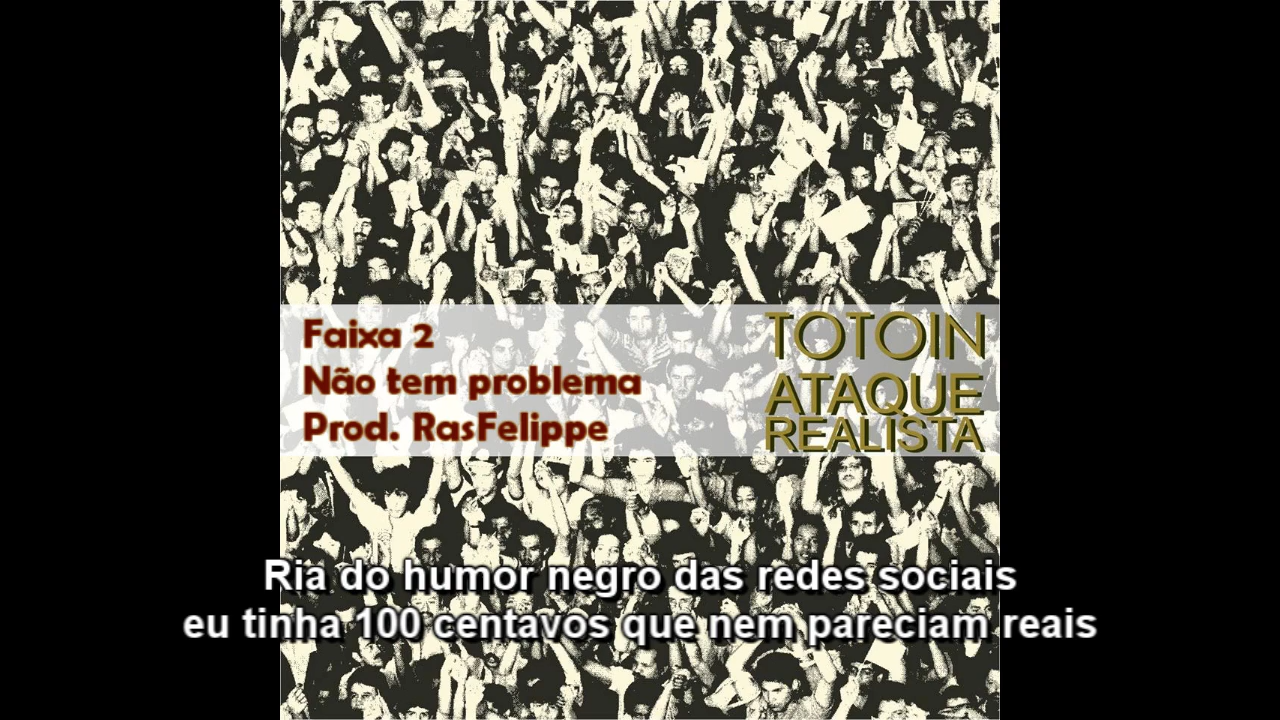 Faixa 2
Não tem problema
Prod. RasFelippe
TOTOIN
ATAQUE
REALISTA
Ria do humor negro das redes sociais
eu tinha 100 centavos que nem pareciam reais